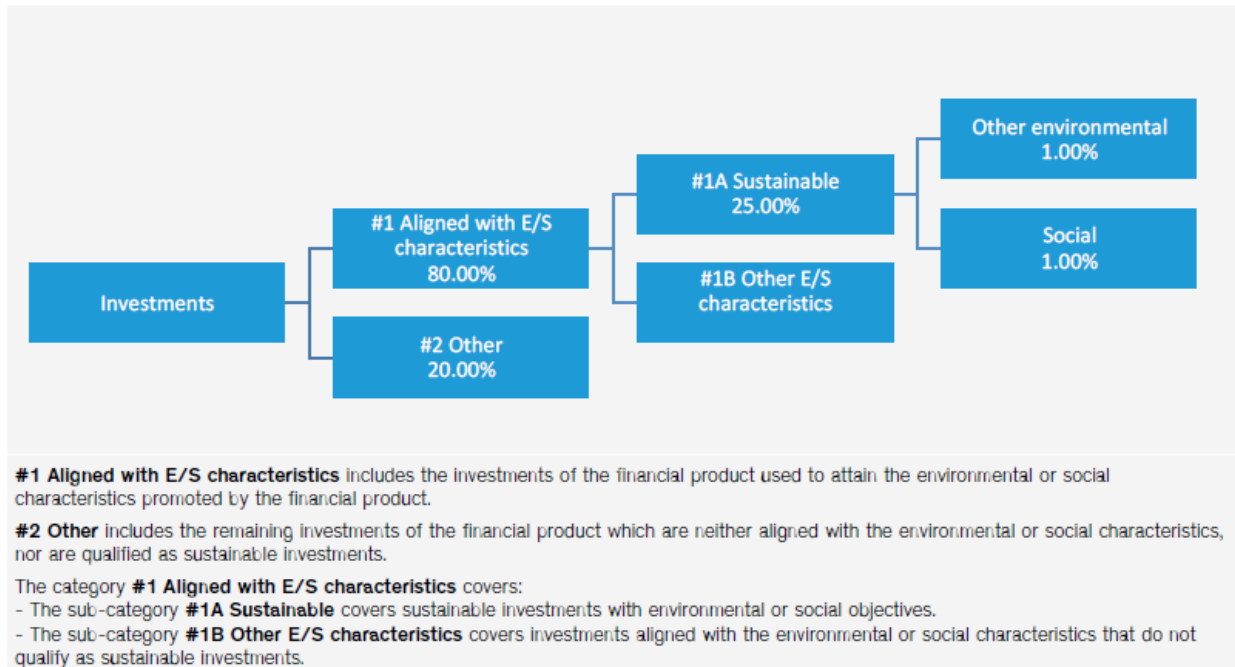 Other environmental
1.00%
#1A Sustainable
25.00%
#1 Aligned with E/S
characteristics
80.00%
Social
1.00%
#1B Other E/S
characteristics
Investments
#2 Other
20.00%
#1 Aligned with E/S characteristics includes the investments of the financial product used to attain the environmental or social
characteristics promoted by the financial product.
#2 Other includes the remaining investments of the financial product which are neither aligned with the environmental or social characteristics,
nor are qualified as sustainable investments.
The category #1 Aligned with E/S characteristics covers:
- The sub-category #1A Sustainable covers sustainable investments with environmental or social objectives.
- The sub-category #1B Other E/S characteristics covers investments aligned with the environmental or social characteristics that do not
qualify as sustainable investments.